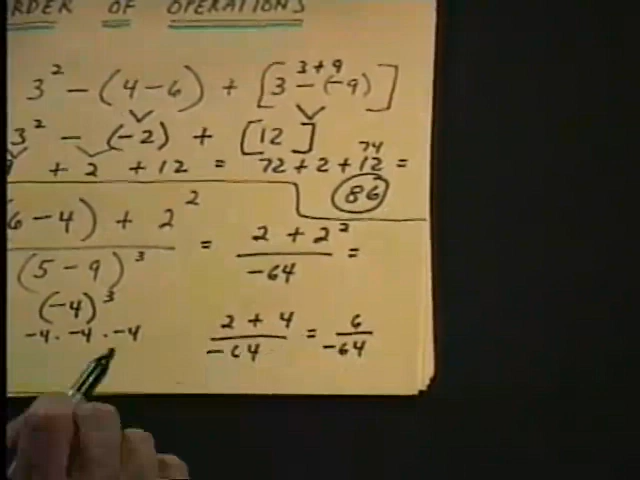 RDER OF OPERATIONS
3² - (4 - 6) + [3 - (-9)]
3 + 9
3² - (-2) + [12]
+ 2 + 12 = 72 + 2 + 12 =
74
86
(6 - 4) + 2² / (5 - 9)³ = 2 + 2² / -64 =
(-4)³
-4 · -4 · -4
2 + 4 / -64 = 6 / -64